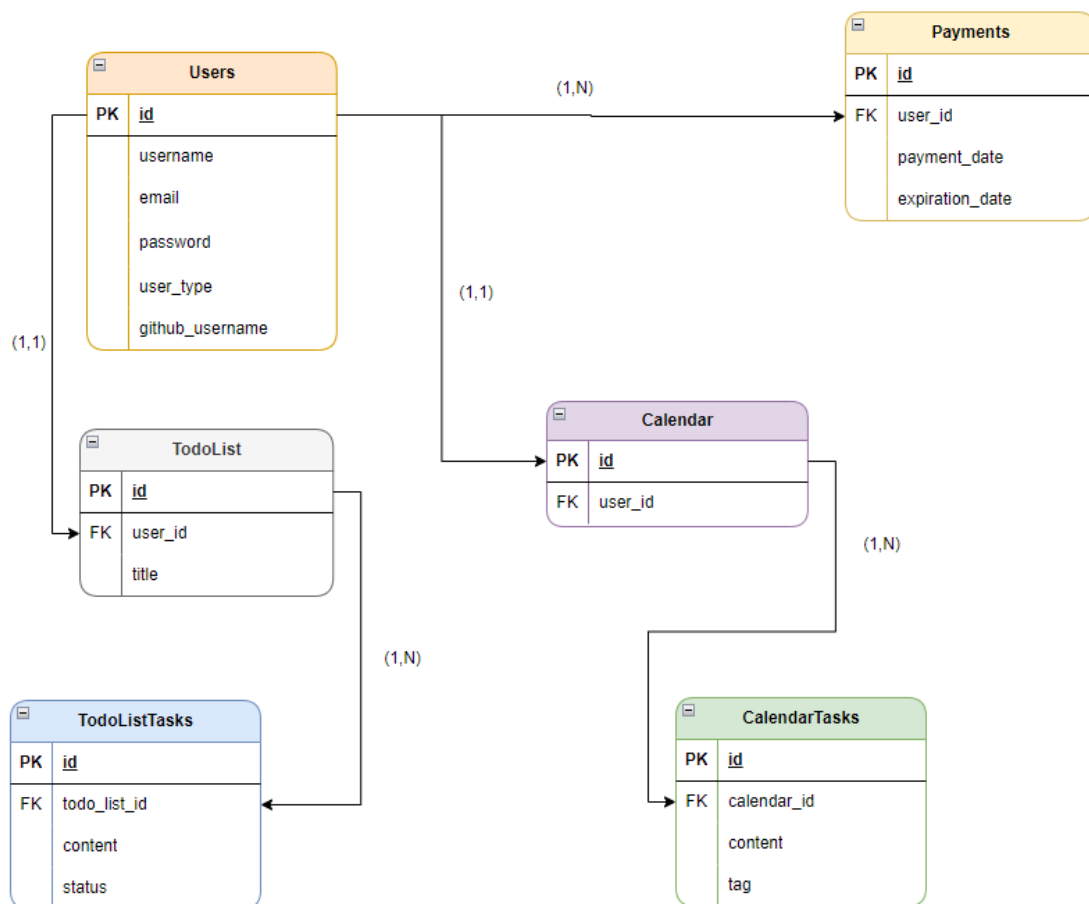 Payments
PK id
FK user_id
payment_date
expiration_date
Users
PK id
username
email
password
user_type
github_username
(1,N)
(1,1)
(1,1)
TodoList
PK id
FK user_id
title
Calendar
PK id
FK user_id
(1,N)
(1,N)
TodoListTasks
PK id
FK todo_list_id
content
status
CalendarTasks
PK id
FK calendar_id
content
tag